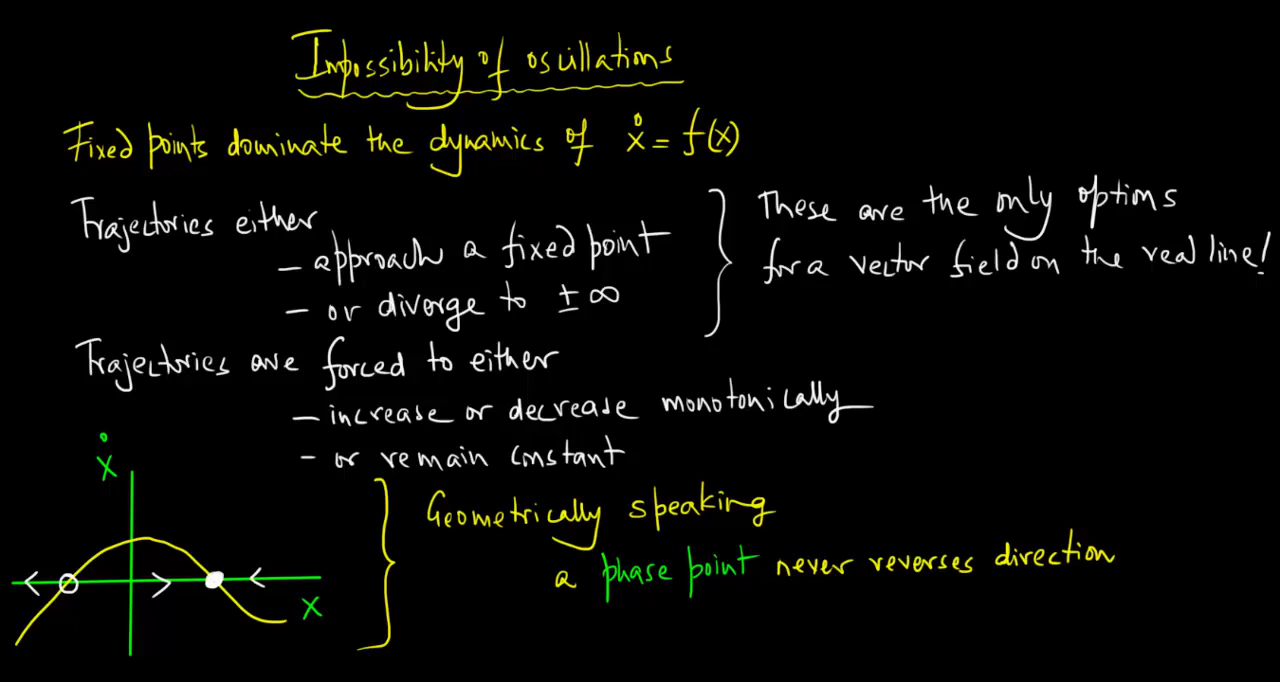 Impossibility of oscillations
Fixed points dominate the dynamics of ẋ = f(x)
Trajectories either
– approach a fixed point
– or diverge to ± ∞
These are the only options
for a vector field on the real line!
Trajectories are forced to either
– increase or decrease monotonically
– or remain constant
ẋ
x
Geometrically speaking
a phase point never reverses direction